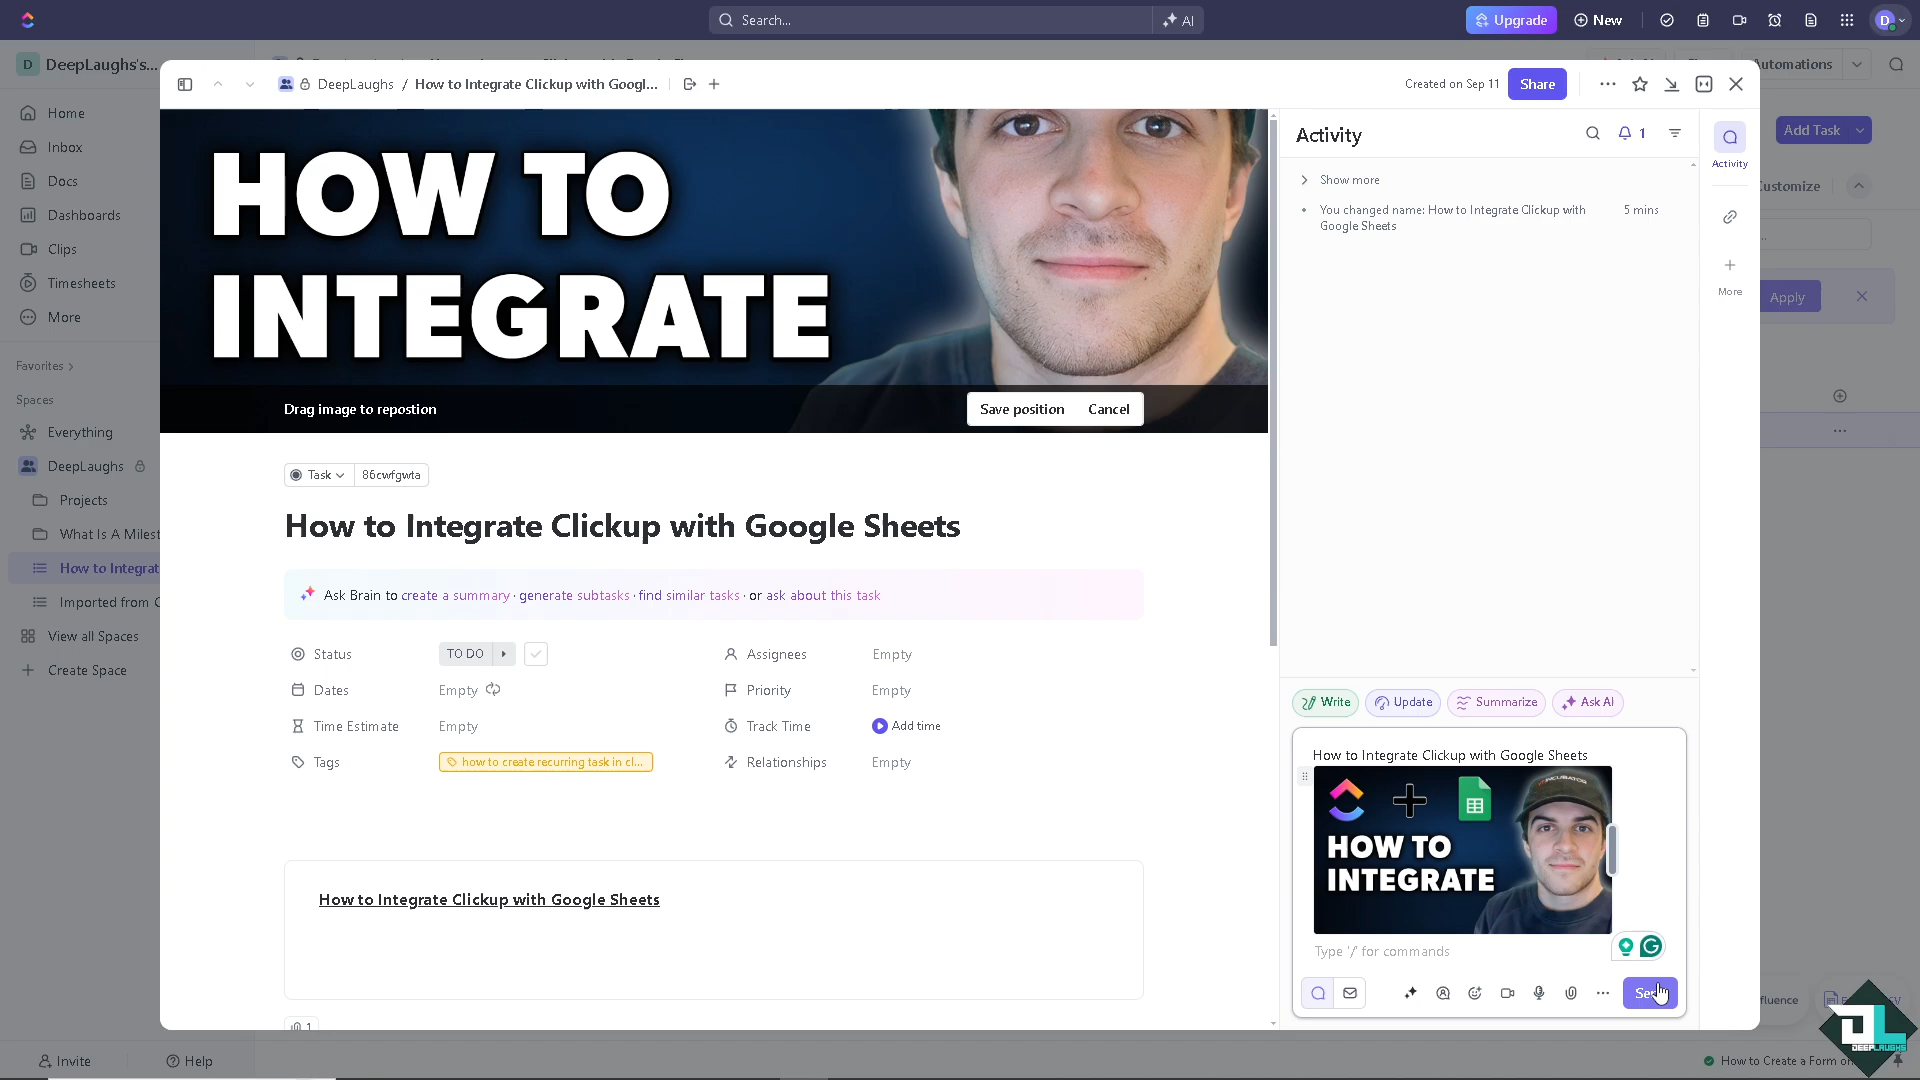 Search...
AI
Upgrade
New
D
D
DeepLaughs's...
DeepLaughs / How to Integrate Clickup with Googl...
Created on Sep 11
Share
Automations
Home
Inbox
Docs
Dashboards
Clips
Timesheets
More
Favorites
Spaces
Everything
DeepLaughs
Projects
What Is A Milest
How to Integrat
Imported from C
View all Spaces
Create Space
Invite
Help
HOW TO
INTEGRATE
Drag image to repostion
Save position
Cancel
Task
86cwfgwta
How to Integrate Clickup with Google Sheets
Ask Brain to create a summary · generate subtasks · find similar tasks · or ask about this task
Status
TO DO
Assignees
Empty
Dates
Empty
Priority
Empty
Time Estimate
Empty
Track Time
Add time
Tags
how to create recurring task in cl...
Relationships
Empty
How to Integrate Clickup with Google Sheets
1
Activity
1
Show more
You changed name: How to Integrate Clickup with
Google Sheets
5 mins
Write
Update
Summarize
Ask AI
How to Integrate Clickup with Google Sheets
INCUBATOR
HOW TO
INTEGRATE
Type '/' for commands
Activity
More
Add Task
Customize
Apply
How to Create a Form on
DEEPLAUGHS